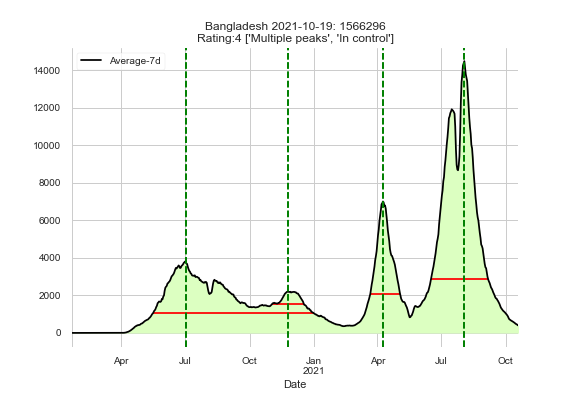 Bangladesh 2021-10-19: 1566296
Rating:4 ['Multiple peaks', 'In control']
Average-7d
14000
12000
10000
8000
6000
4000
2000
0
Apr Jul Oct Jan Apr Jul Oct
2021
Date